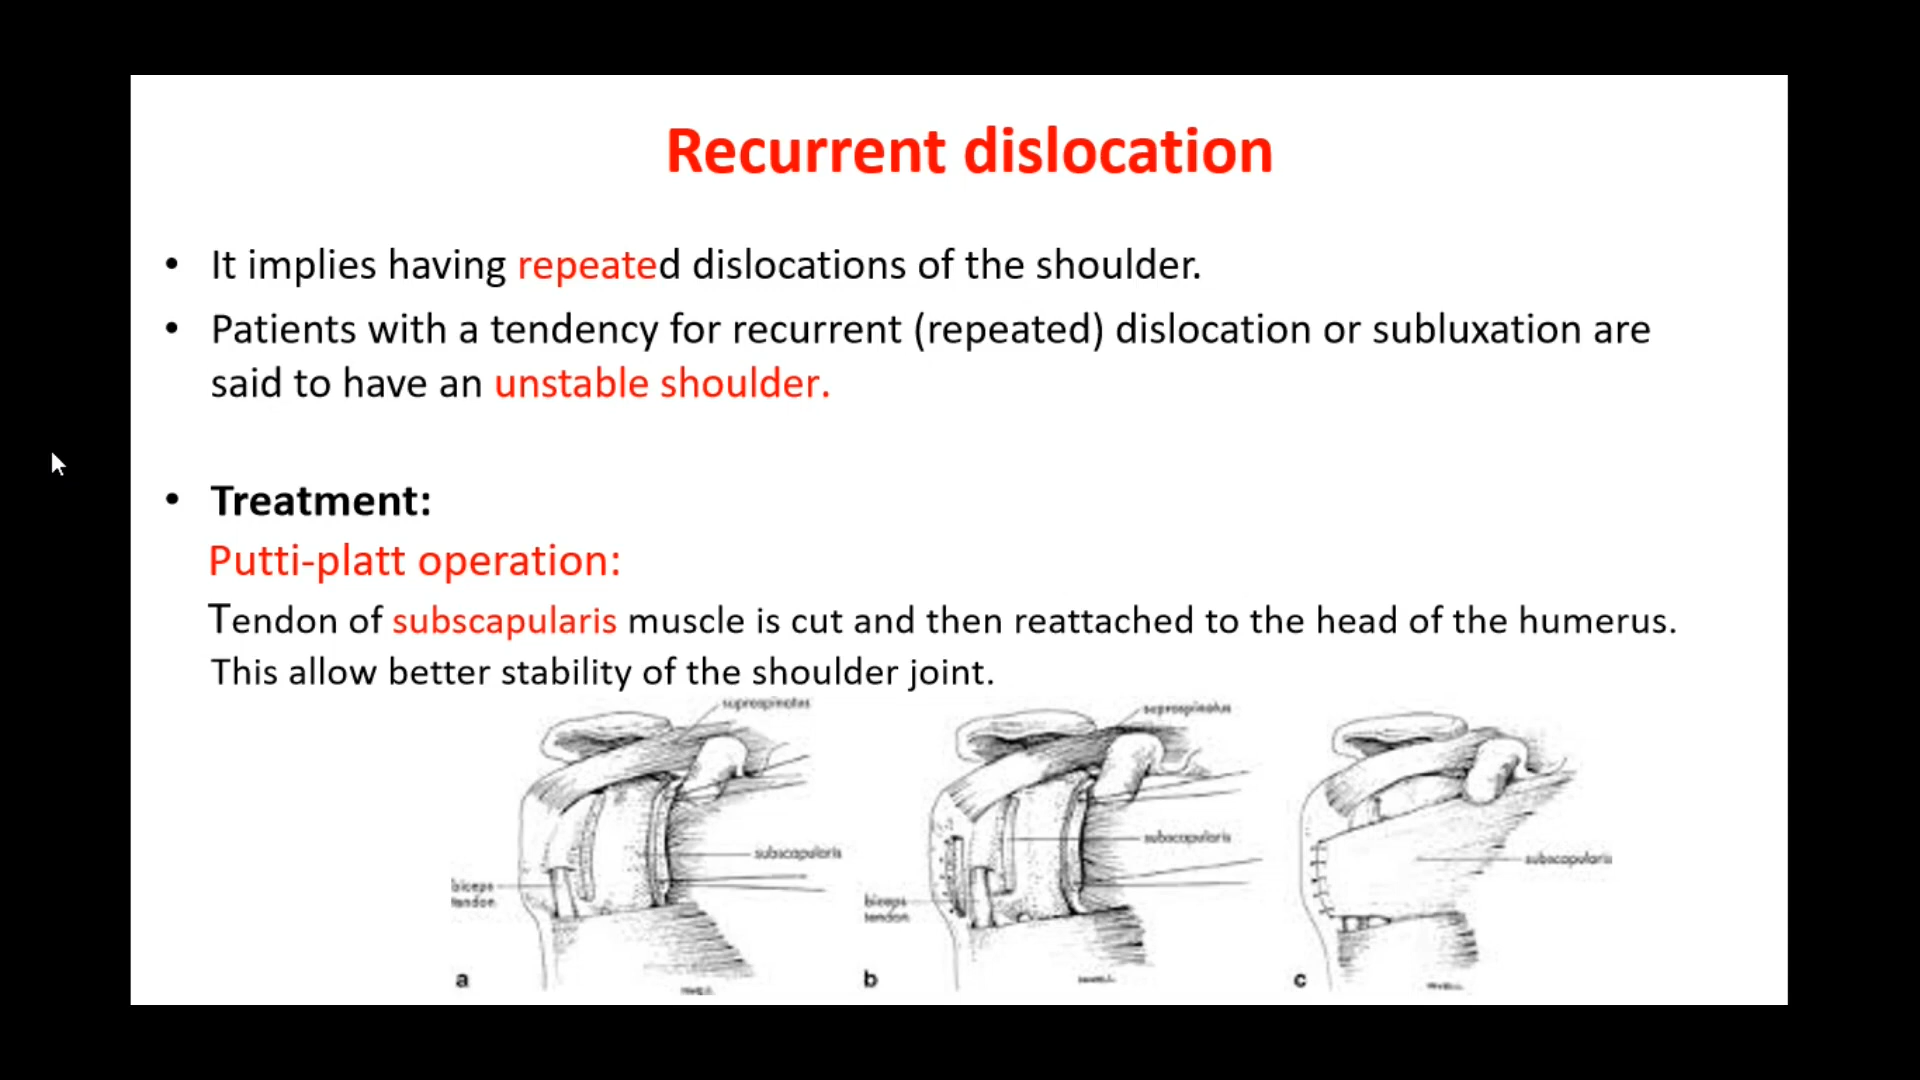 Recurrent dislocation
• It implies having repeated dislocations of the shoulder.
• Patients with a tendency for recurrent (repeated) dislocation or subluxation are
said to have an unstable shoulder.
• Treatment:
Putti-platt operation:
Tendon of subscapularis muscle is cut and then reattached to the head of the humerus.
This allow better stability of the shoulder joint.
supraspinatus
subscapularis
biceps
tendon
a
supraspinatus
subscapularis
biceps
tendon
b
subscapularis
c